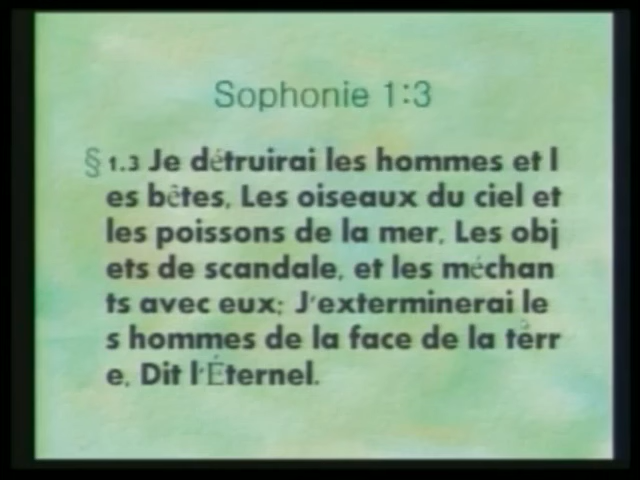 Sophonie 1:3
§ 1.3 Je détruirai les hommes et l
es bêtes, Les oiseaux du ciel et
les poissons de la mer, Les obj
ets de scandale, et les méchan
ts avec eux; J'exterminerai le
s hommes de la face de la terr
e, Dit l'Éternel.